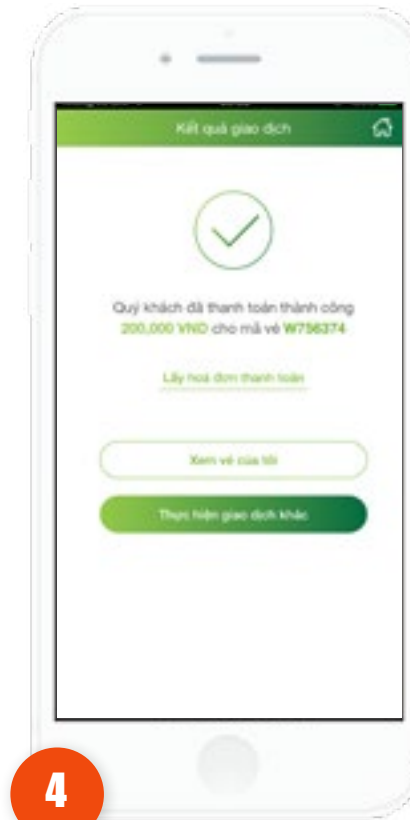 Kết quả giao dịch
Quý khách đã thanh toán thành công
200,000 VND cho mã vé W756374
Lấy hoá đơn thanh toán
Xem vé của tôi
Thực hiện giao dịch khác
4